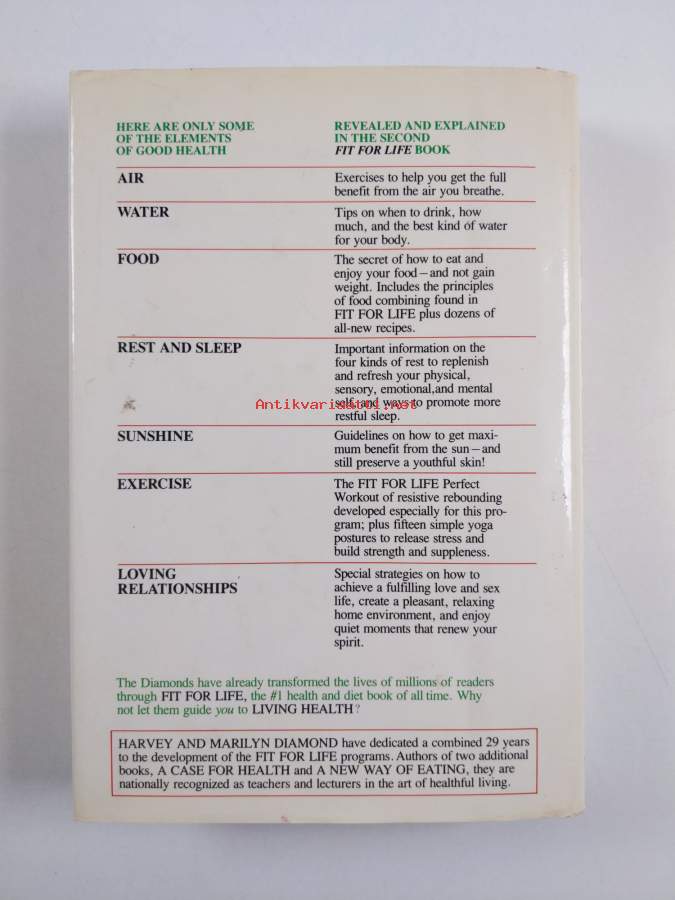 HERE ARE ONLY SOME
OF THE ELEMENTS
OF GOOD HEALTH
REVEALED AND EXPLAINED
IN THE SECOND
FIT FOR LIFE BOOK
AIR
Exercises to help you get the full
benefit from the air you breathe.
WATER
Tips on when to drink, how
much, and the best kind of water
for your body.
FOOD
The secret of how to eat and
enjoy your food—and not gain
weight. Includes the principles
of food combining found in
FIT FOR LIFE plus dozens of
all-new recipes.
REST AND SLEEP
Important information on the
four kinds of rest to replenish
and refresh your physical,
sensory, emotional,and mental
self and ways to promote more
restful sleep.
Antikvariaatti.net
SUNSHINE
Guidelines on how to get maxi-
mum benefit from the sun—and
still preserve a youthful skin!
EXERCISE
The FIT FOR LIFE Perfect
Workout of resistive rebounding
developed especially for this pro-
gram; plus fifteen simple yoga
postures to release stress and
build strength and suppleness.
LOVING
RELATIONSHIPS
Special strategies on how to
achieve a fulfilling love and sex
life, create a pleasant, relaxing
home environment, and enjoy
quiet moments that renew your
spirit.
The Diamonds have already transformed the lives of millions of readers
through FIT FOR LIFE, the #1 health and diet book of all time. Why
not let them guide you to LIVING HEALTH?
HARVEY AND MARILYN DIAMOND have dedicated a combined 29 years
to the development of the FIT FOR LIFE programs. Authors of two additional
books, A CASE FOR HEALTH and A NEW WAY OF EATING, they are
nationally recognized as teachers and lecturers in the art of healthful living.